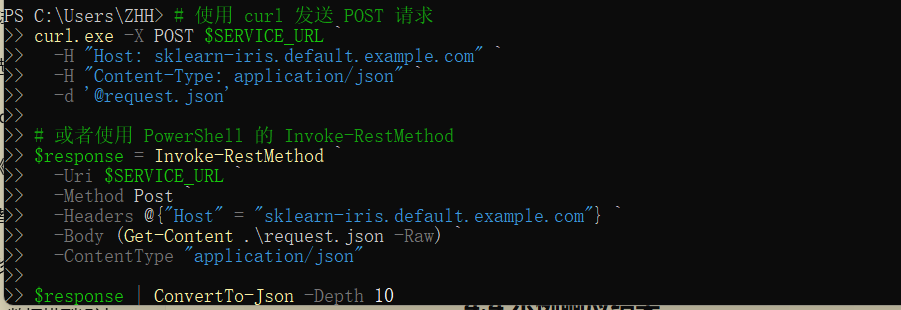 PS C:\Users\ZHH> # 使用 curl 发送 POST 请求
>> curl.exe -X POST $SERVICE_URL `
>>   -H "Host: sklearn-iris.default.example.com" `
>>   -H "Content-Type: application/json" `
>>   -d '@request.json'
>>
>> # 或者使用 PowerShell 的 Invoke-RestMethod
>> $response = Invoke-RestMethod `
>>   -Uri $SERVICE_URL `
>>   -Method Post `
>>   -Headers @{"Host" = "sklearn-iris.default.example.com"} `
>>   -Body (Get-Content .\request.json -Raw) `
>>   -ContentType "application/json"
>>
>> $response | ConvertTo-Json -Depth 10